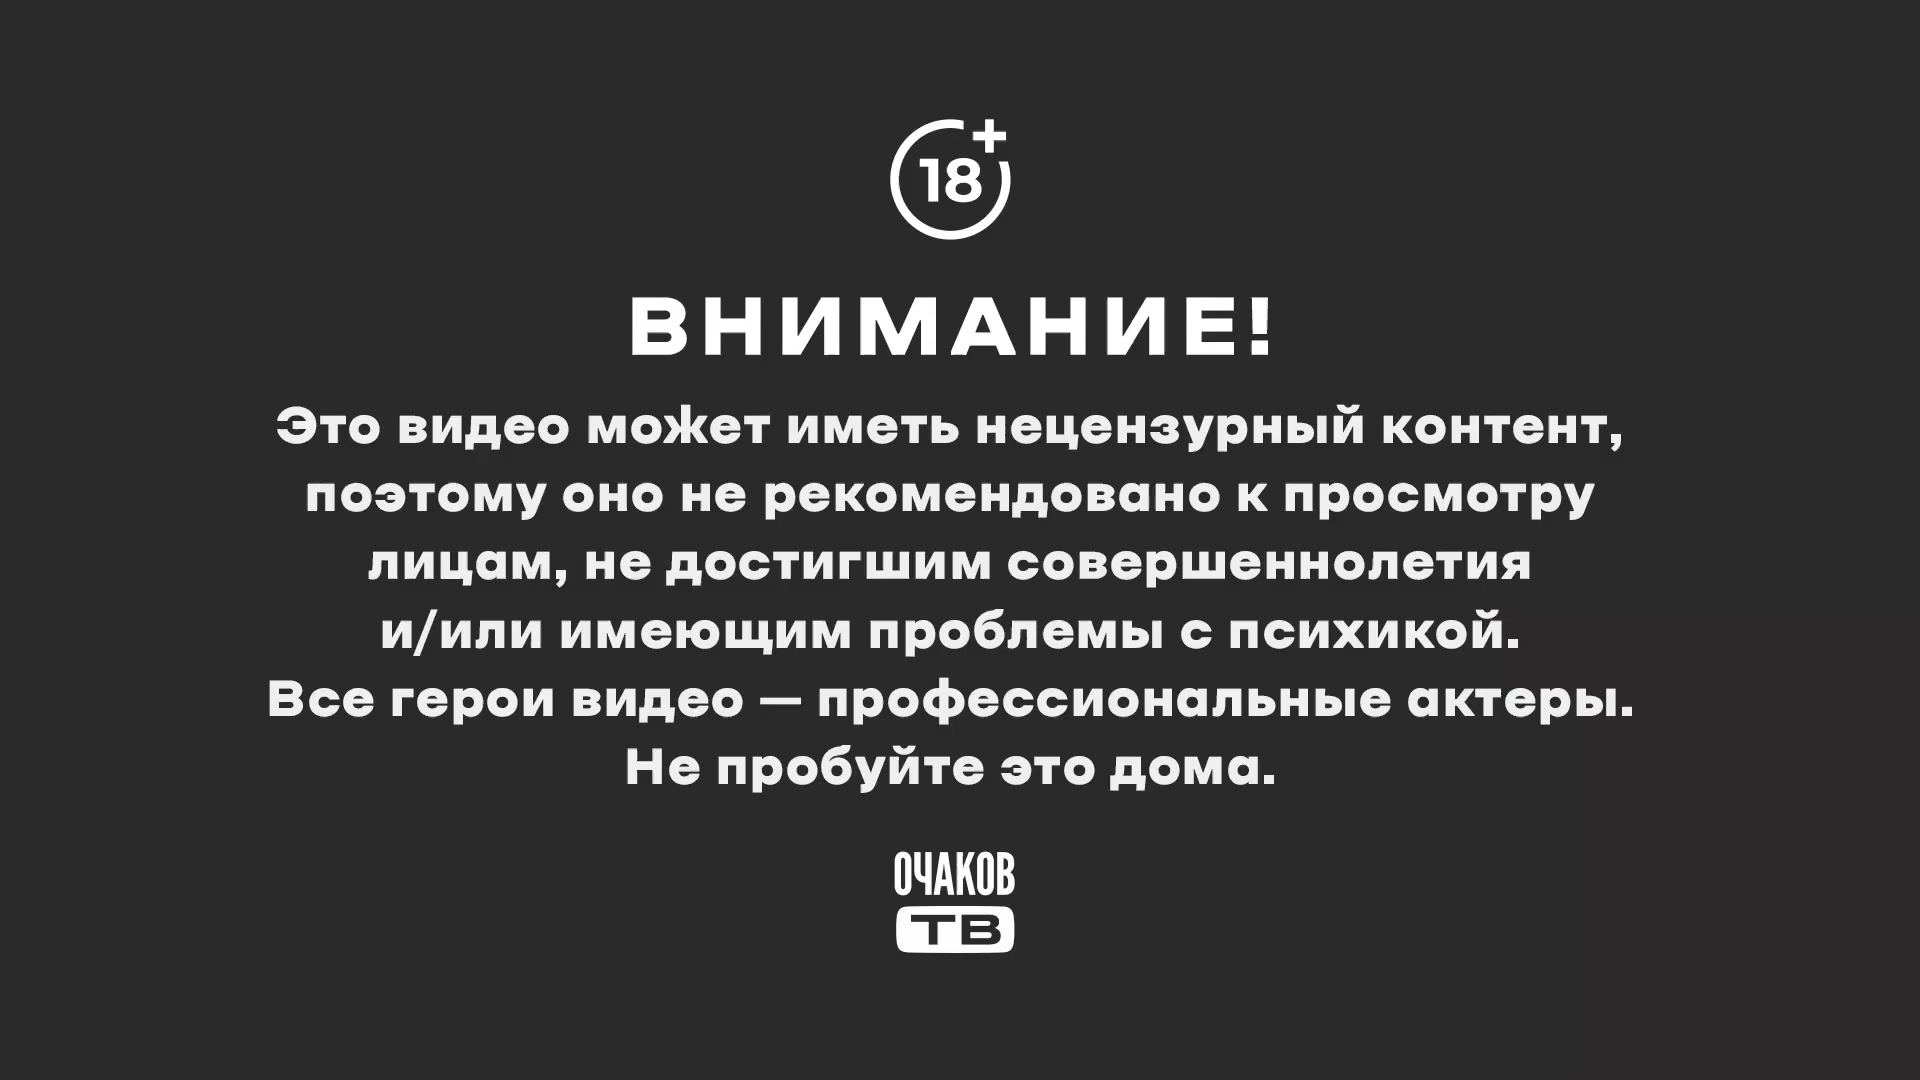 18+
ВНИМАНИЕ!
Это видео может иметь нецензурный контент,
поэтому оно не рекомендовано к просмотру
лицам, не достигшим совершеннолетия
и/или имеющим проблемы с психикой.
Все герои видео — профессиональные актеры.
Не пробуйте это дома.
ОЧАКОВ
ТВ